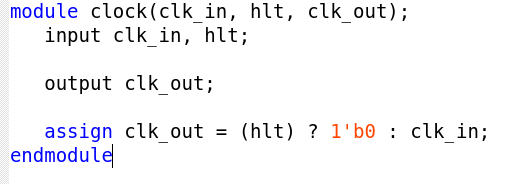 module clock(clk_in, hlt, clk_out);
   input clk_in, hlt;

   output clk_out;

   assign clk_out = (hlt) ? 1'b0 : clk_in;
endmodule